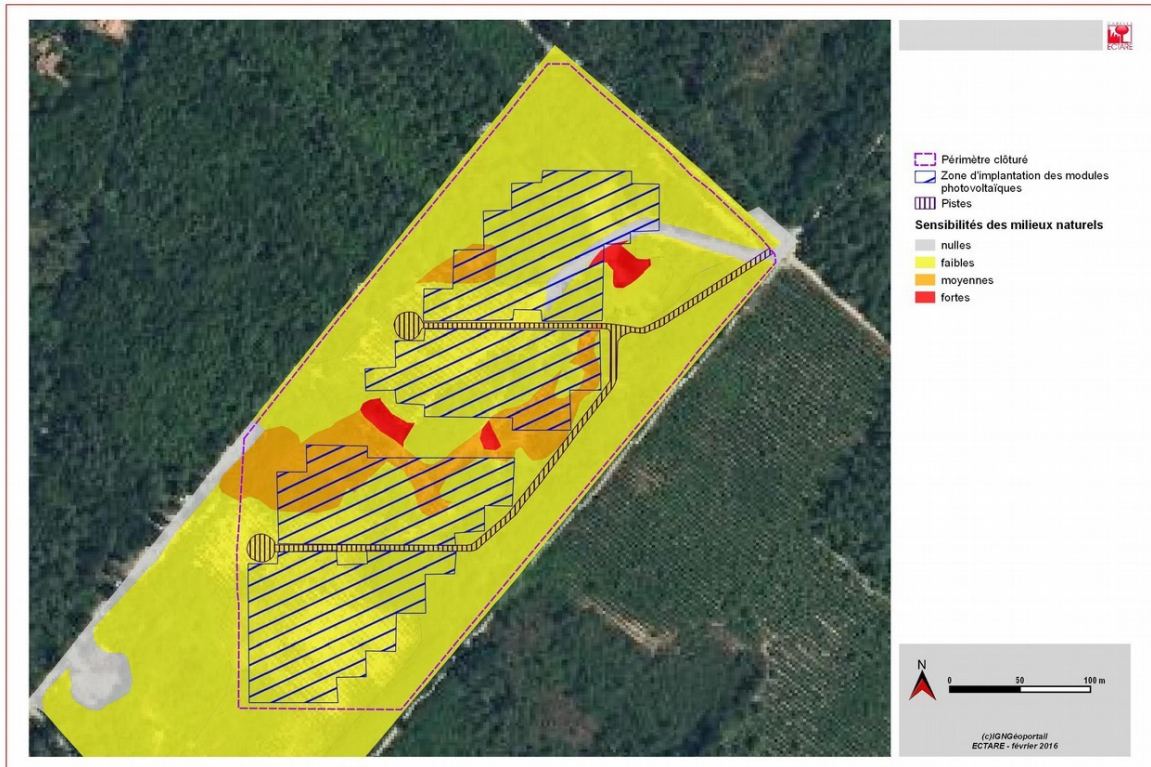 CABINET
ECTARE
Périmètre clôturé
Zone d'implantation des modules
photovoltaïques
Pistes
Sensibilités des milieux naturels
nulles
faibles
moyennes
fortes
N
0 50 100 m
(c)IGNGéoportail
ECTARE - février 2016